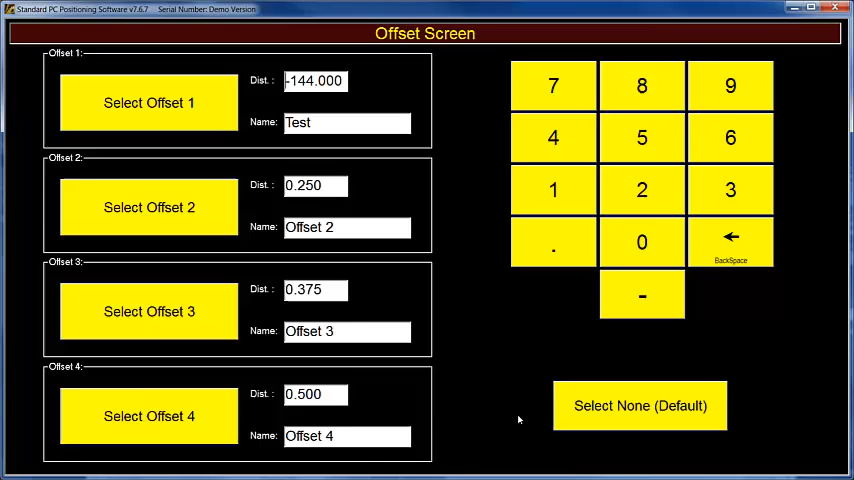 Standard PC Positioning Software v7.6.7 Serial Number: Demo Version
Offset Screen
Offset 1:
Select Offset 1
Dist. : -144.000
Name: Test
Offset 2:
Select Offset 2
Dist. : 0.250
Name: Offset 2
Offset 3:
Select Offset 3
Dist. : 0.375
Name: Offset 3
Offset 4:
Select Offset 4
Dist. : 0.500
Name: Offset 4
7 8 9
4 5 6
1 2 3
. 0 ←
BackSpace
-
Select None (Default)